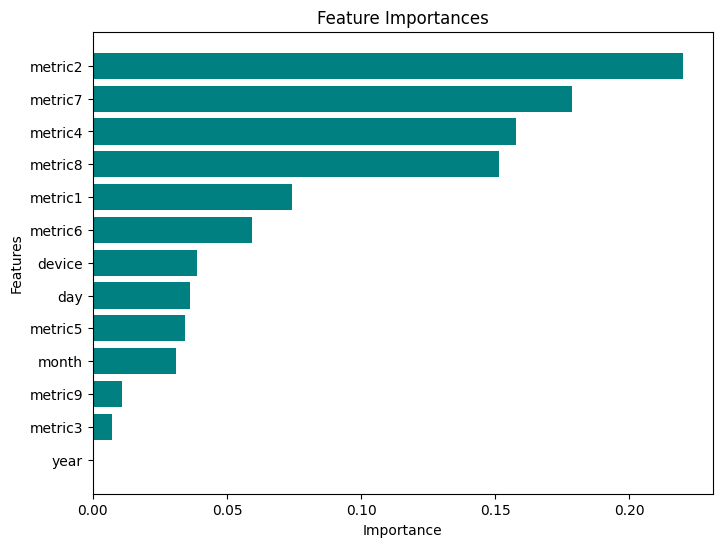 Feature Importances
metric2
metric7
metric4
metric8
metric1
metric6
device
day
metric5
month
metric9
metric3
year
Features
0.00 0.05 0.10 0.15 0.20
Importance